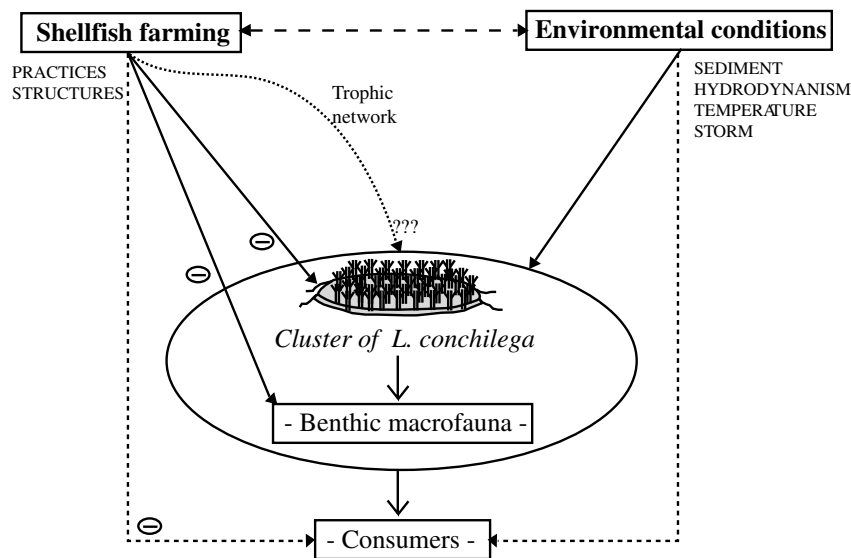 Shellfish farming
Environmental conditions
PRACTICES
STRUCTURES
SEDIMENT
HYDRODYNANISM
TEMPERATURE
STORM
Trophic
network
???
Cluster of L. conchilega
- Benthic macrofauna -
- Consumers -